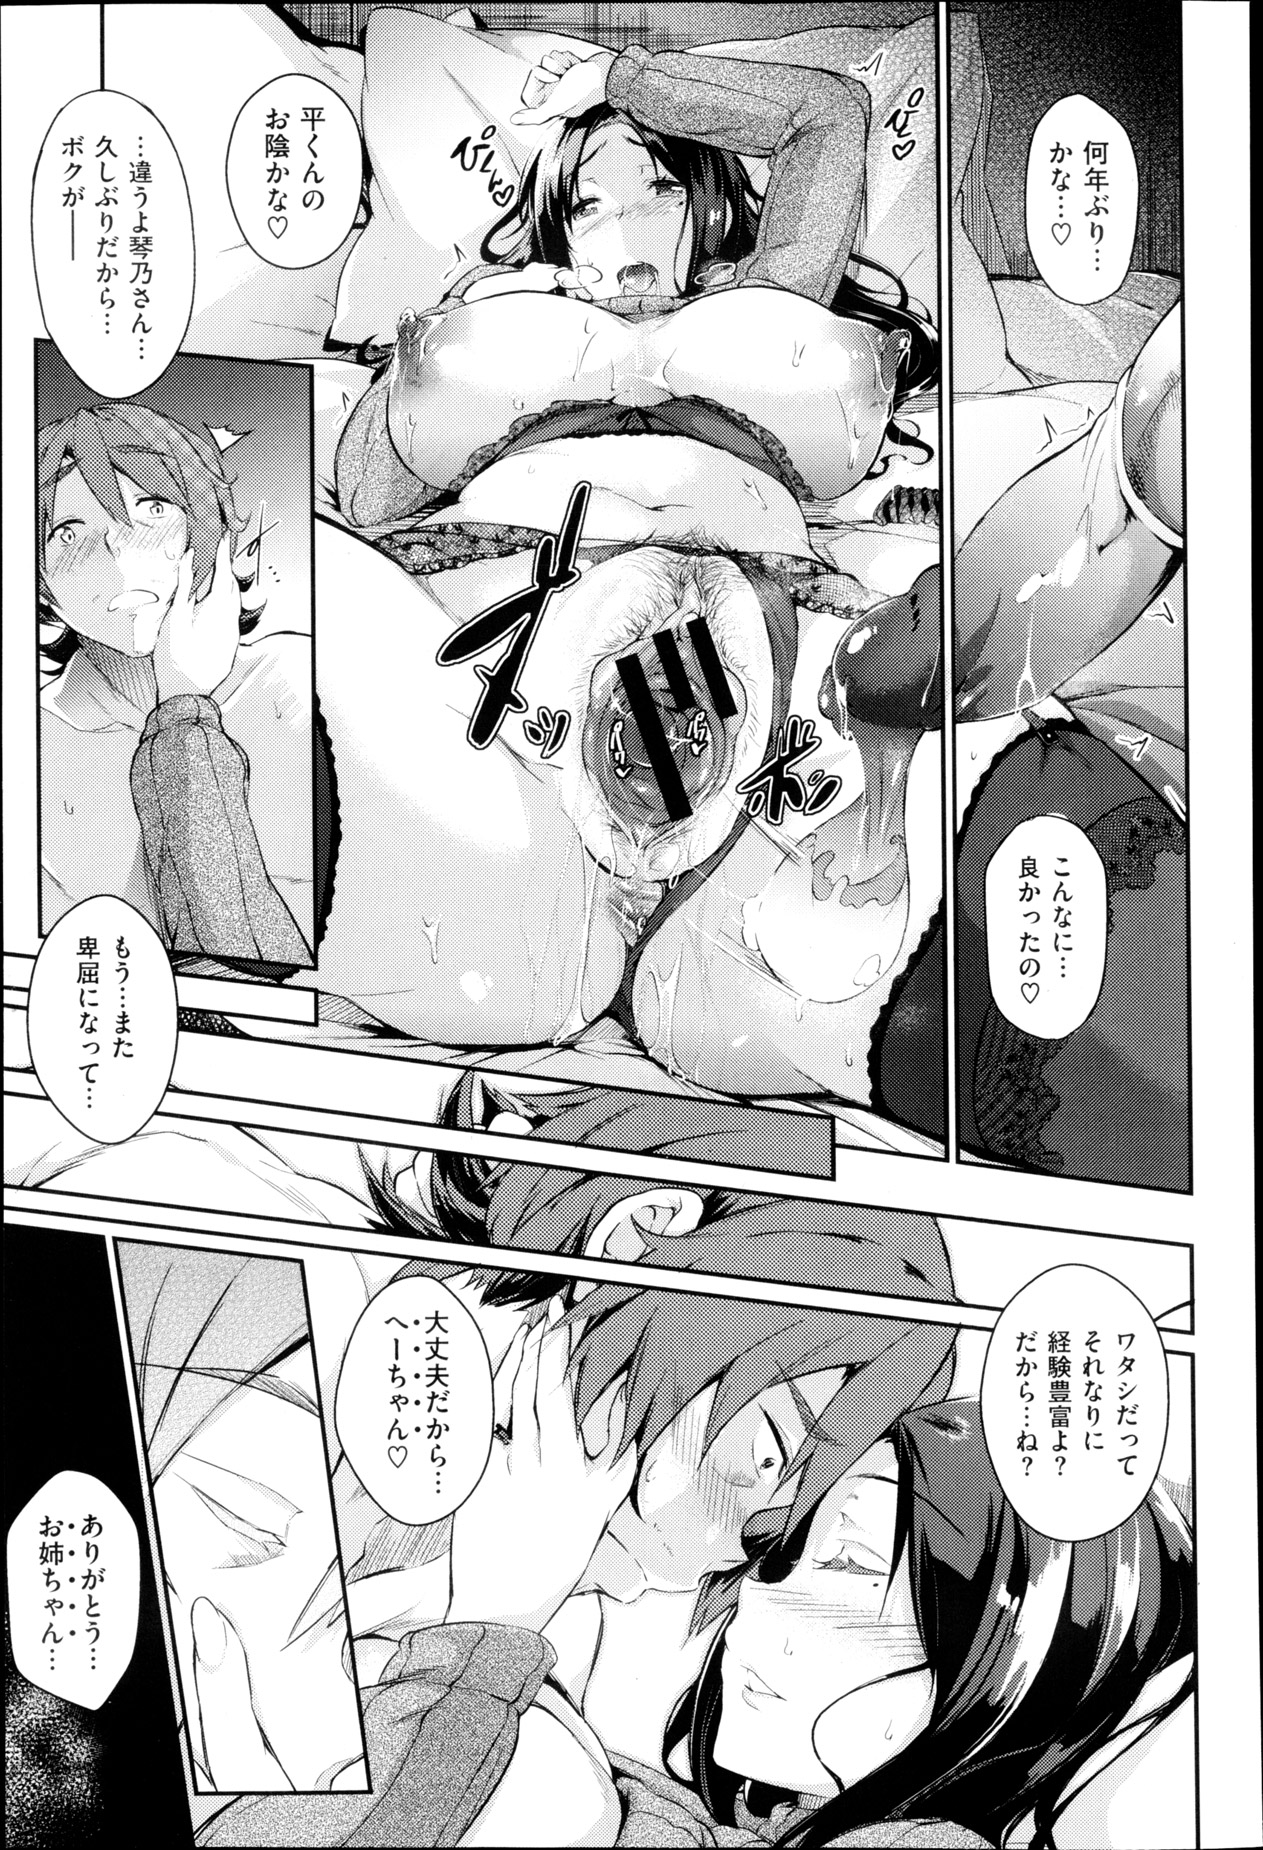 何年ぶり…
かな…♡
こんなに…
良かったの♡
平くんの
お陰かな♡
…違うよ琴乃さん…
久しぶりだから…
ボクが――
もう…また
卑屈になって…
ワタシだって
それなりに
経験豊富よ?
だから…ね?
大丈夫だから…
へーちゃん♡
ありがとう…
お姉ちゃん…